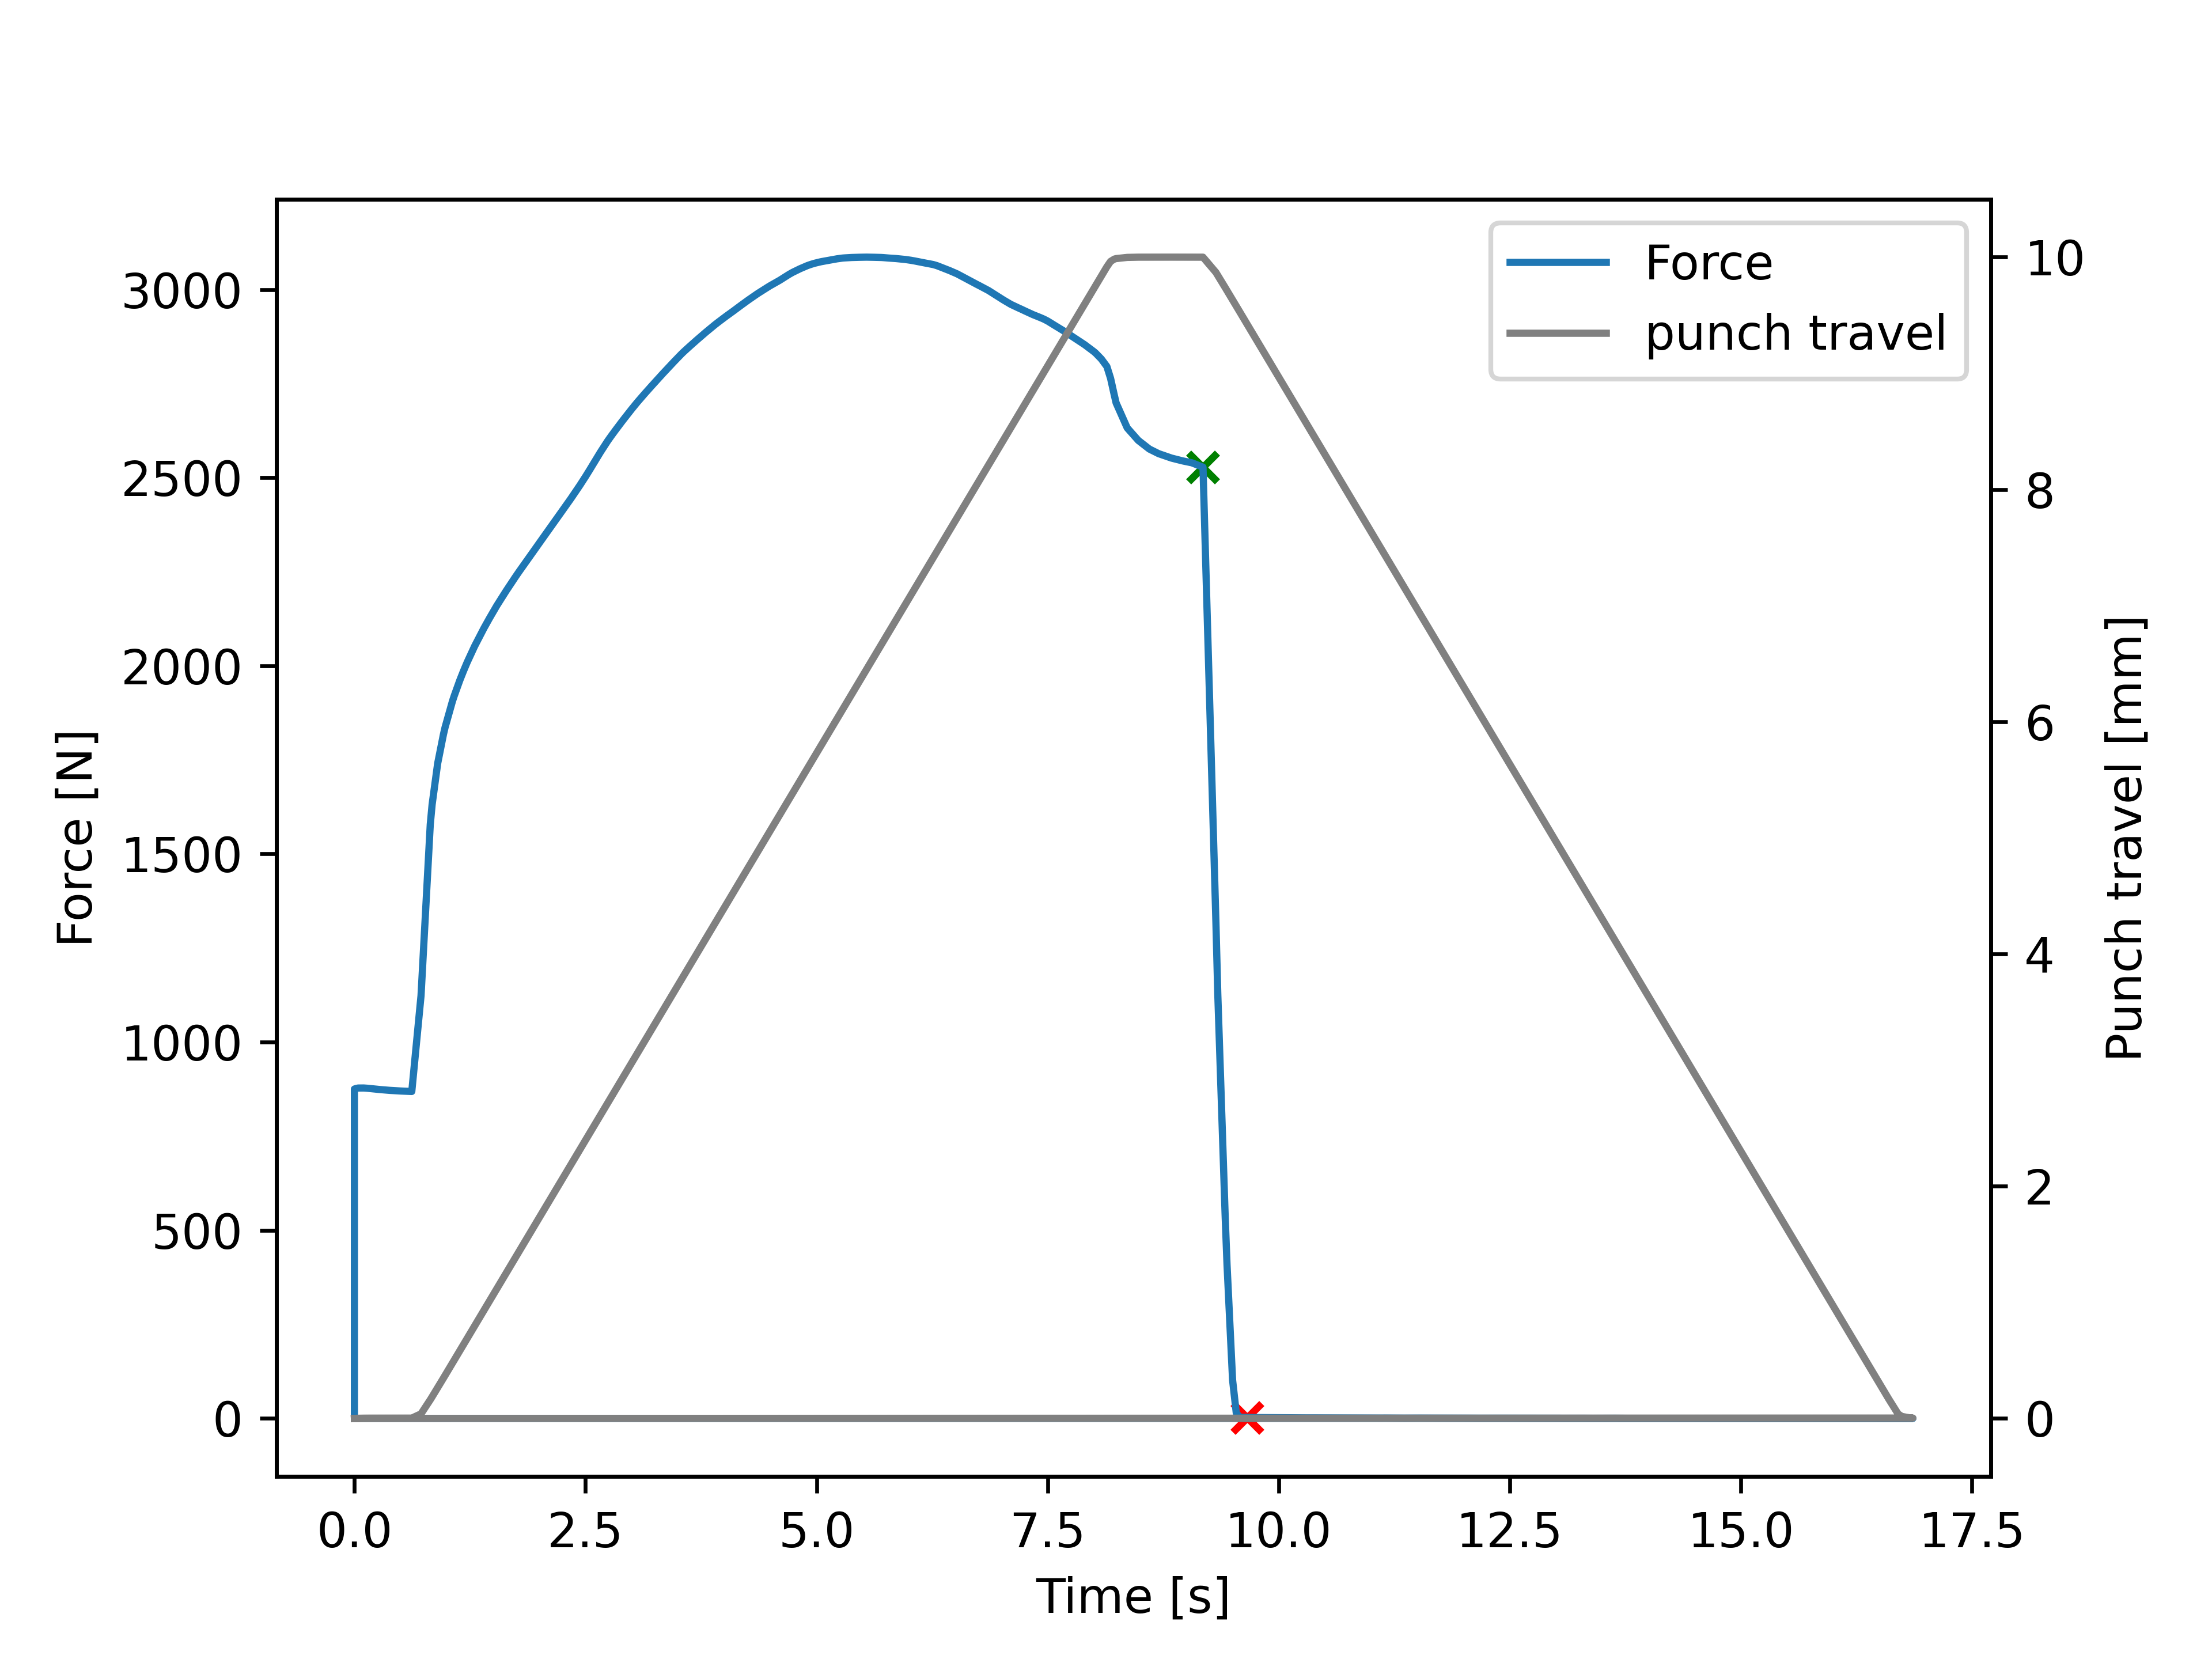 Force
punch travel
3000
2500
2000
1500
1000
500
0
Force [N]
10
8
6
4
2
0
Punch travel [mm]
0.0 2.5 5.0 7.5 10.0 12.5 15.0 17.5
Time [s]